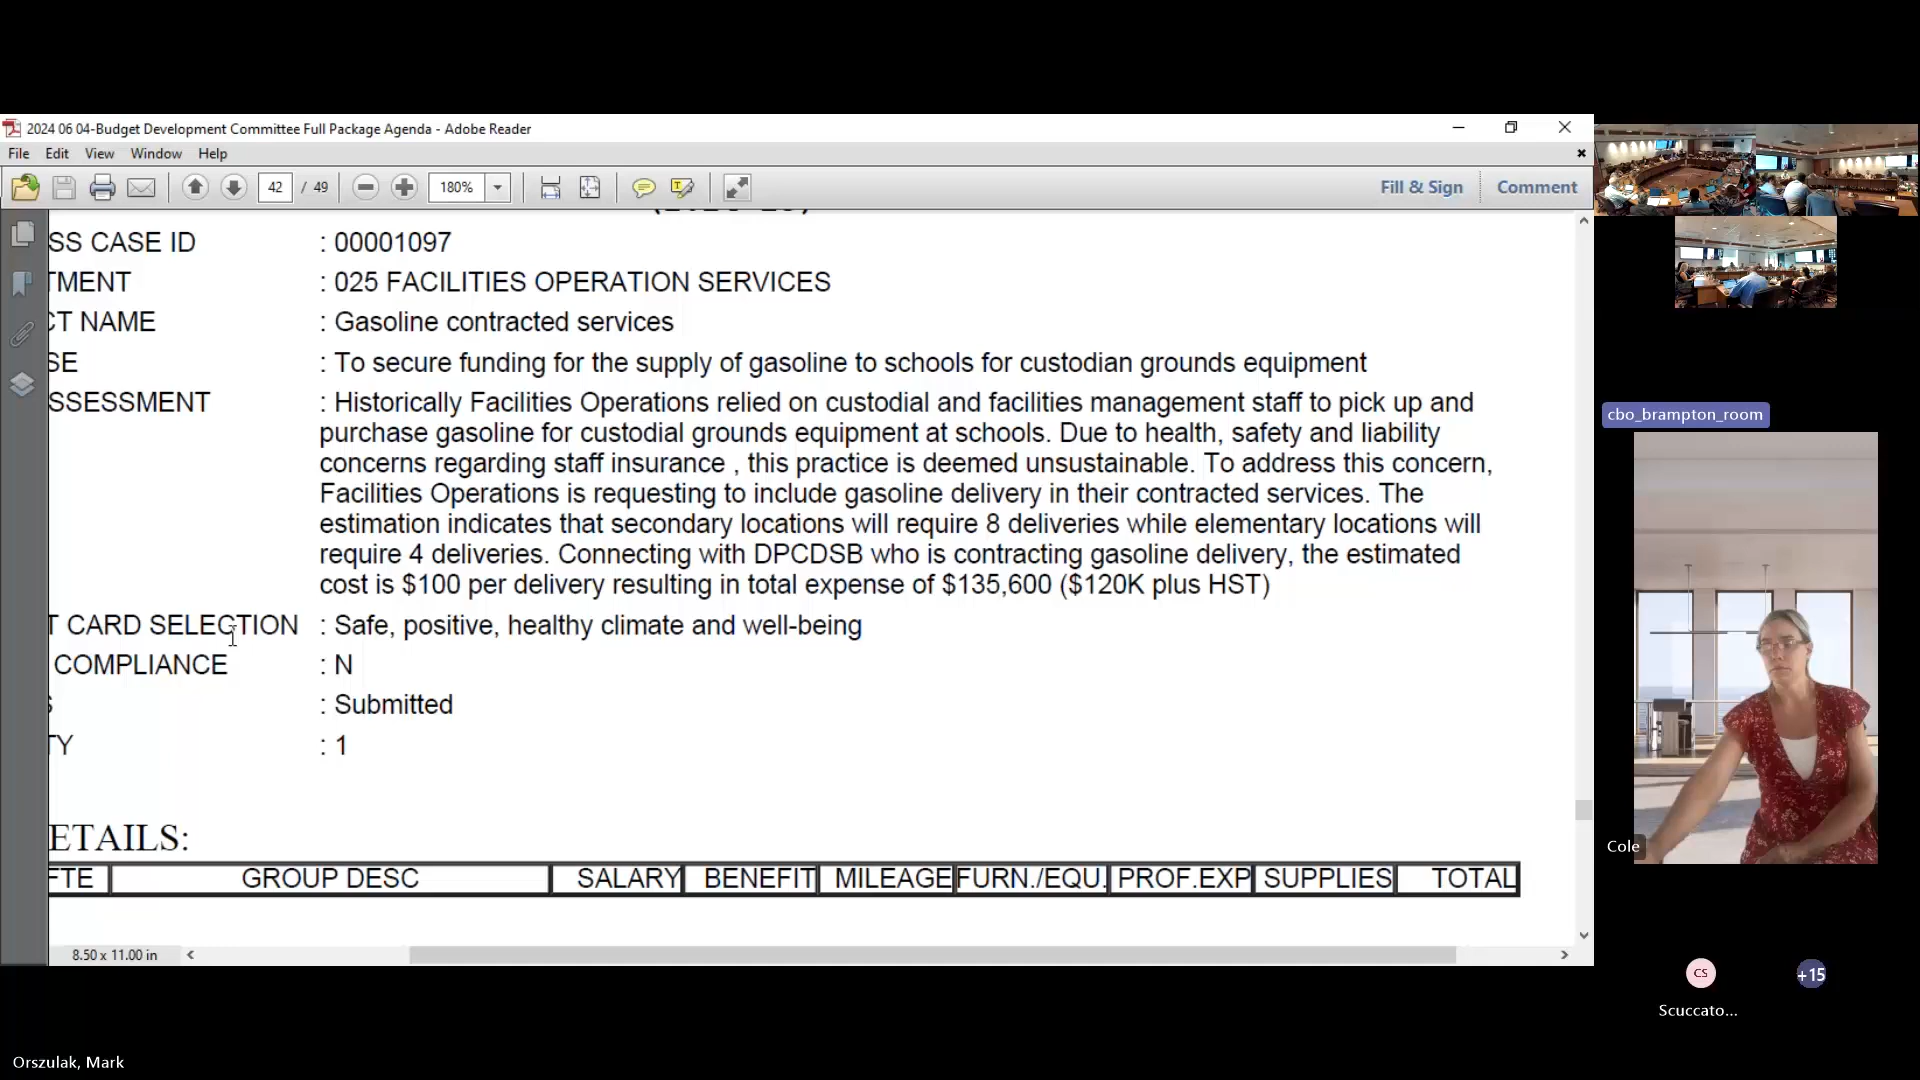 2024 06 04-Budget Development Committee Full Package Agenda - Adobe Reader
File Edit View Window Help
42 / 49 180% Fill & Sign Comment
SS CASE ID : 00001097
TMENT : 025 FACILITIES OPERATION SERVICES
CT NAME : Gasoline contracted services
SE : To secure funding for the supply of gasoline to schools for custodian grounds equipment
SSESSMENT : Historically Facilities Operations relied on custodial and facilities management staff to pick up and
purchase gasoline for custodial grounds equipment at schools. Due to health, safety and liability
concerns regarding staff insurance , this practice is deemed unsustainable. To address this concern,
Facilities Operations is requesting to include gasoline delivery in their contracted services. The
estimation indicates that secondary locations will require 8 deliveries while elementary locations will
require 4 deliveries. Connecting with DPCDSB who is contracting gasoline delivery, the estimated
cost is $100 per delivery resulting in total expense of $135,600 ($120K plus HST)
T CARD SELECTION : Safe, positive, healthy climate and well-being
COMPLIANCE : N
S : Submitted
TY : 1
ETAILS:
FTE GROUP DESC SALARY BENEFIT MILEAGE FURN./EQU. PROF.EXP SUPPLIES TOTAL
8.50 x 11.00 in
cbo_brampton_room
Cole
CS +15
Scuccato...
Orszulak, Mark